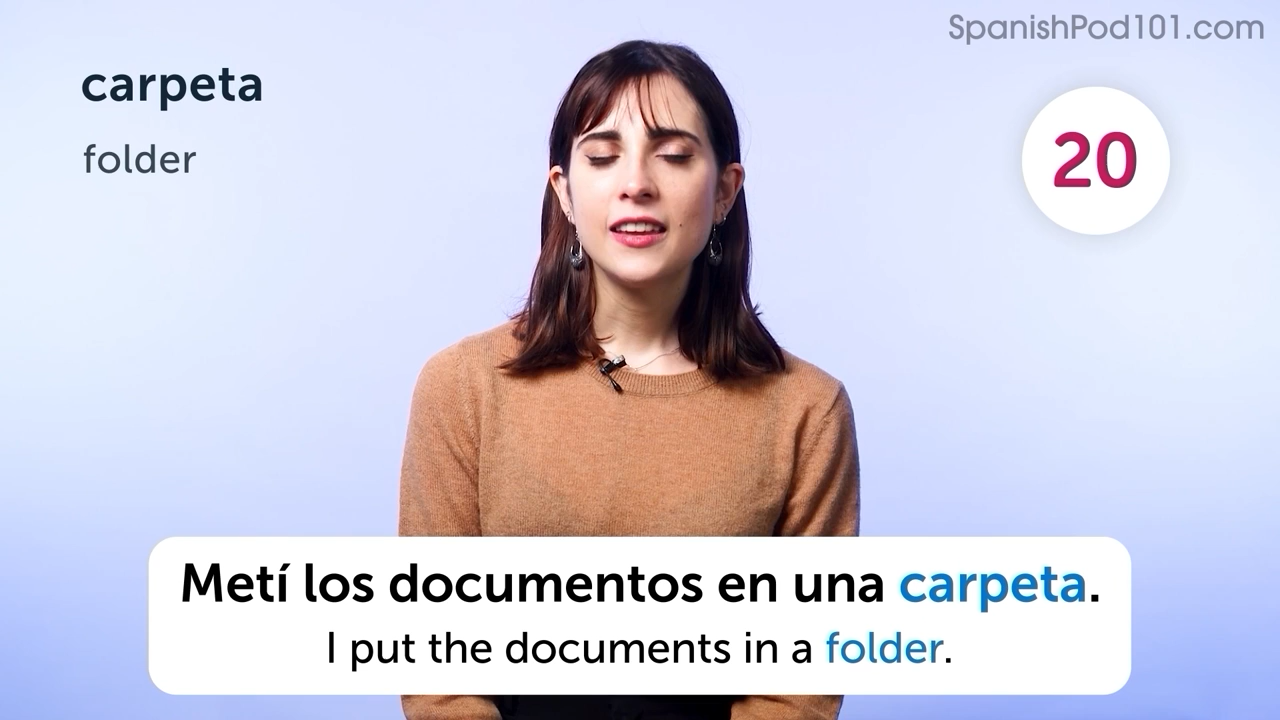 SpanishPod101.com
carpeta
folder
20
Metí los documentos en una carpeta.
I put the documents in a folder.